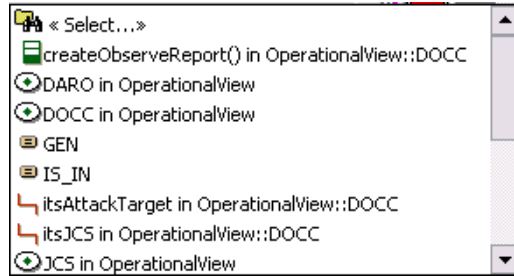 « Select...»
createObserveReport() in OperationalView::DOCC
DARO in OperationalView
DOCC in OperationalView
GEN
IS_IN
itsAttackTarget in OperationalView::DOCC
itsJCS in OperationalView::DOCC
JCS in OperationalView